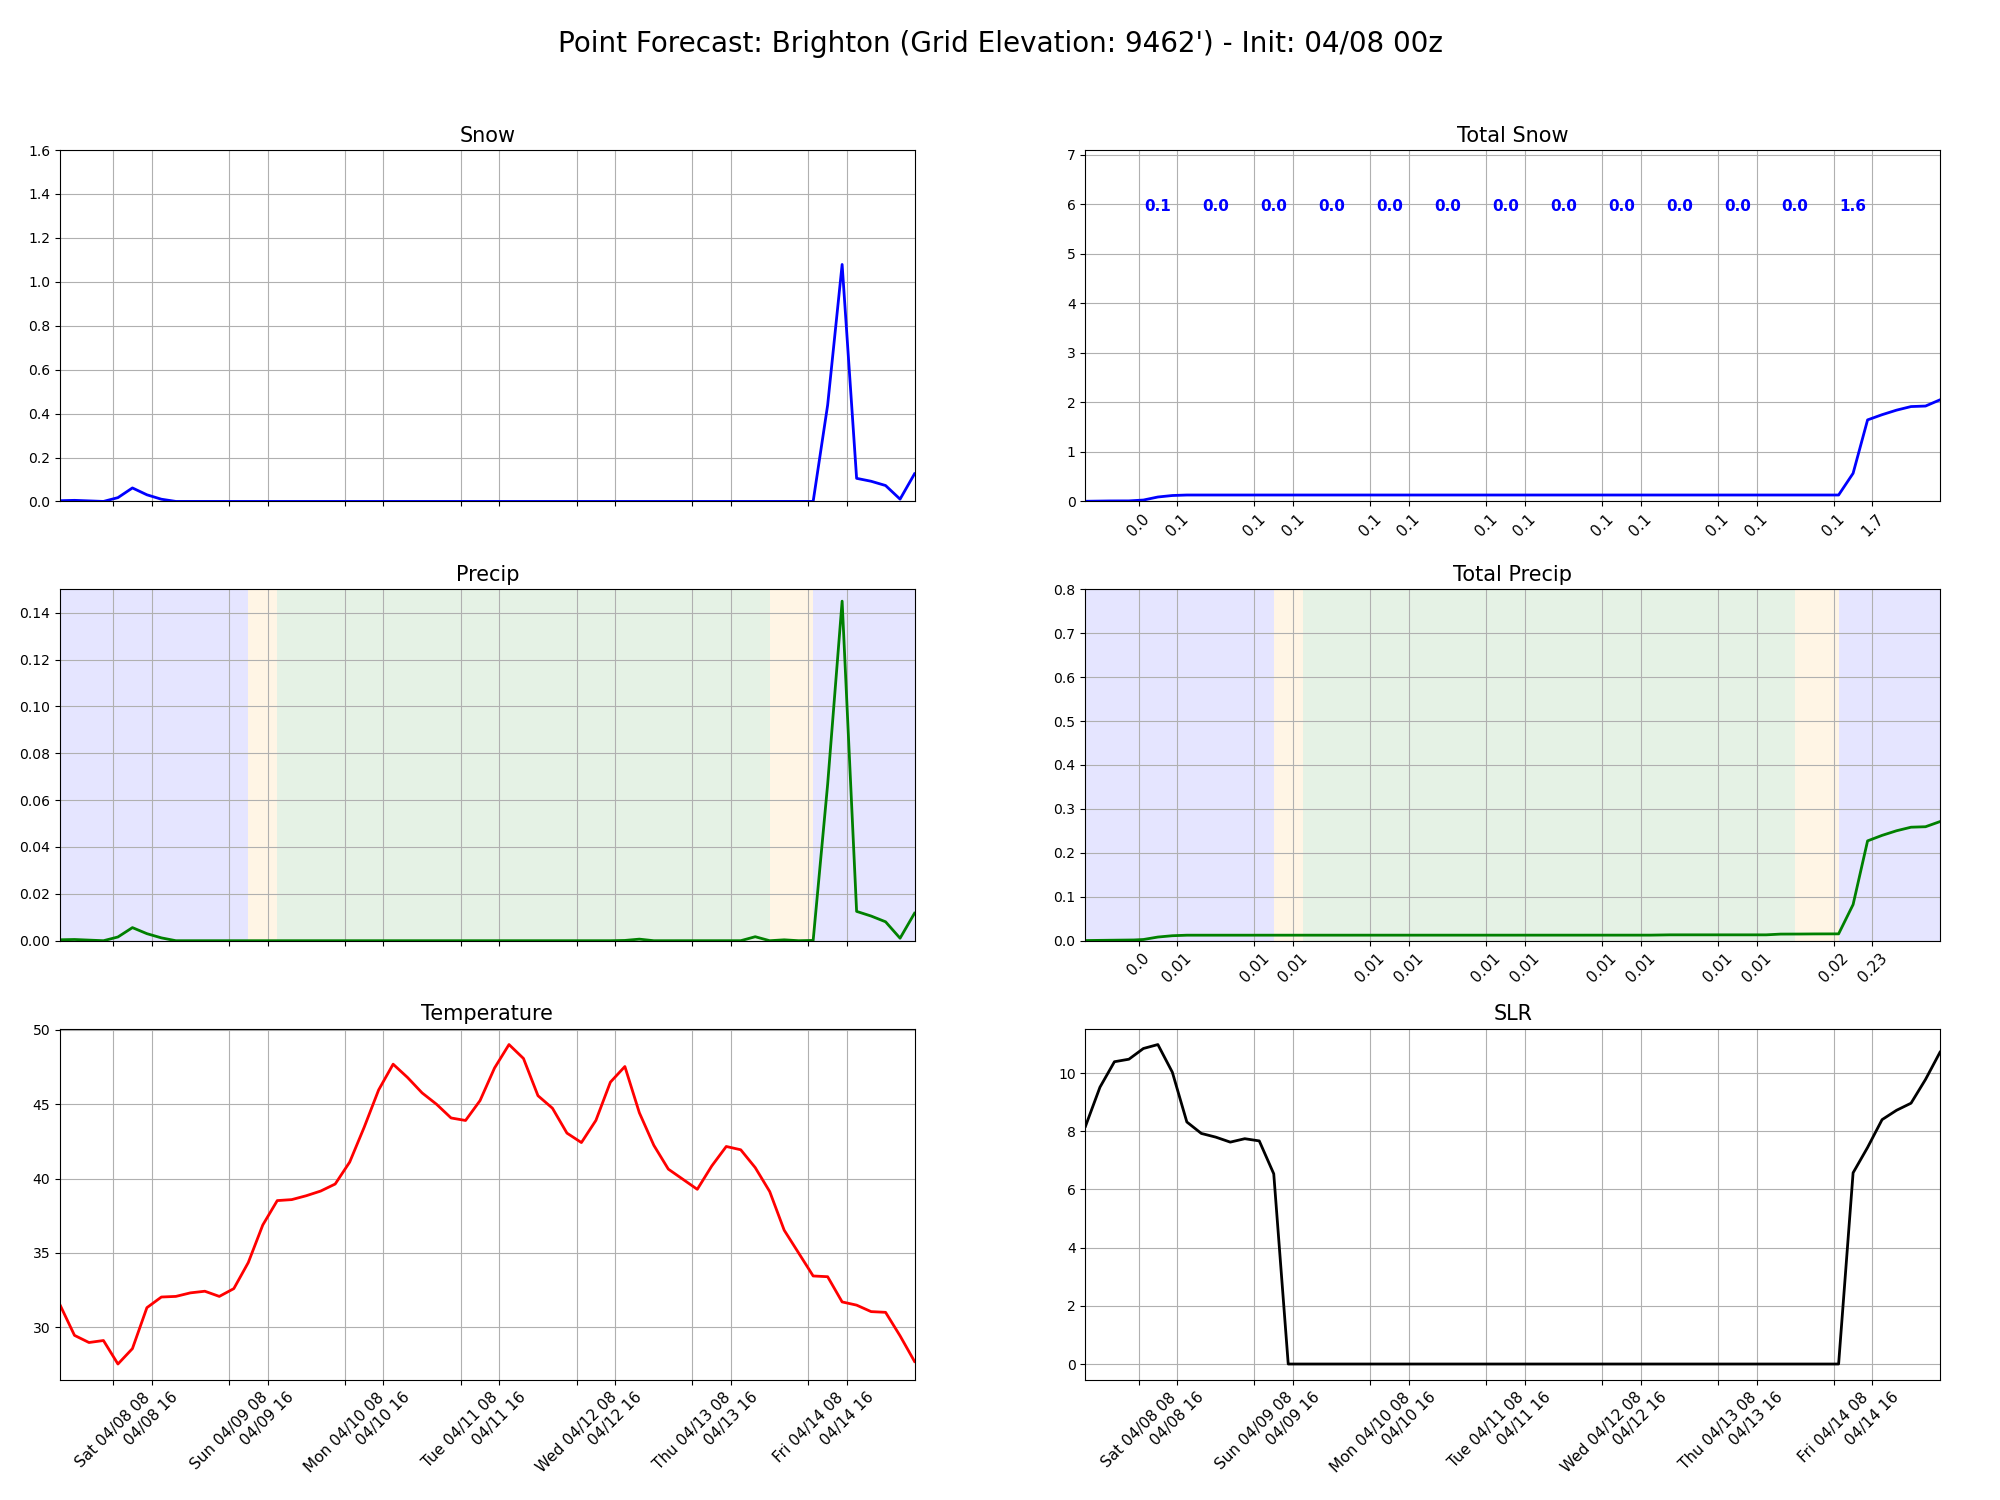 Point Forecast: Brighton (Grid Elevation: 9462') - Init: 04/08 00z
Snow
1.6
1.4
1.2
1.0
0.8
0.6
0.4
0.2
0.0
Total Snow
7
6
5
4
3
2
1
0
0.1 0.0 0.0 0.0 0.0 0.0 0.0 0.0 0.0 0.0 0.0 0.0 1.6
0.0 0.1 0.1 0.1 0.1 0.1 0.1 0.1 0.1 0.1 0.1 0.1 0.1 1.7
Precip
0.14
0.12
0.10
0.08
0.06
0.04
0.02
0.00
Total Precip
0.8
0.7
0.6
0.5
0.4
0.3
0.2
0.1
0.0
0.0 0.01 0.01 0.01 0.01 0.01 0.01 0.01 0.01 0.01 0.01 0.01 0.02 0.23
Temperature
50
45
40
35
30
Sat 04/08 08
04/08 16
Sun 04/09 08
04/09 16
Mon 04/10 08
04/10 16
Tue 04/11 08
04/11 16
Wed 04/12 08
04/12 16
Thu 04/13 08
04/13 16
Fri 04/14 08
04/14 16
SLR
10
8
6
4
2
0
Sat 04/08 08
04/08 16
Sun 04/09 08
04/09 16
Mon 04/10 08
04/10 16
Tue 04/11 08
04/11 16
Wed 04/12 08
04/12 16
Thu 04/13 08
04/13 16
Fri 04/14 08
04/14 16